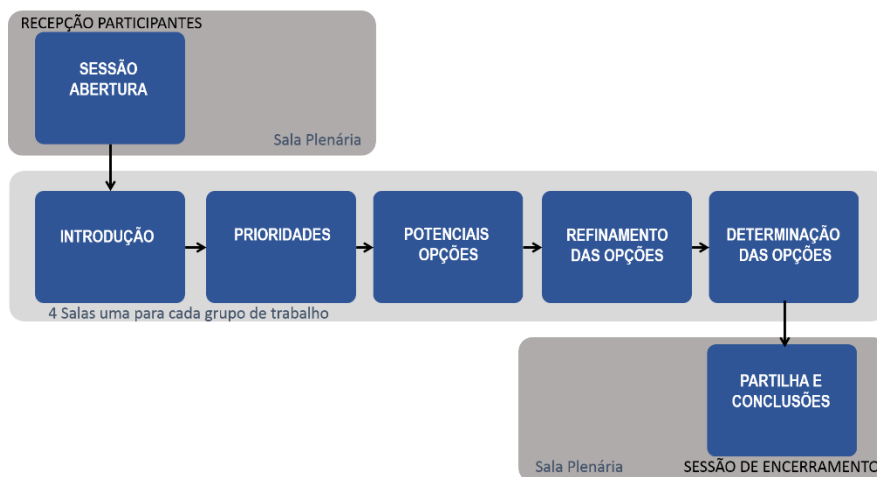 RECEPÇÃO PARTICIPANTES
SESSÃO
ABERTURA
Sala Plenária
INTRODUÇÃO
PRIORIDADES
POTENCIAIS
OPÇÕES
REFINAMENTO
DAS OPÇÕES
DETERMINAÇÃO
DAS OPÇÕES
4 Salas uma para cada grupo de trabalho
PARTILHA E
CONCLUSÕES
Sala Plenária
SESSÃO DE ENCERRAMENTO